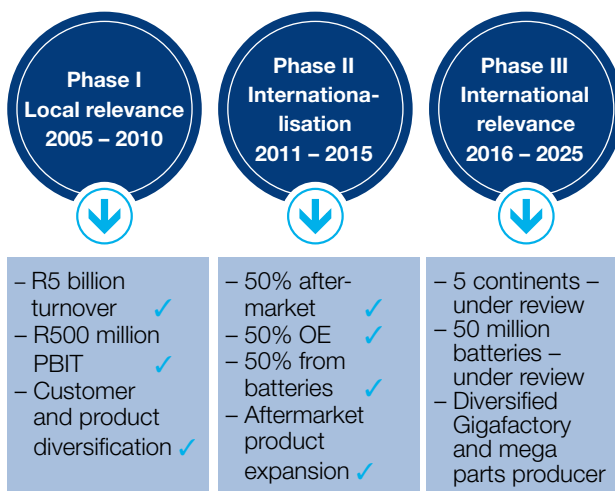 Phase I
Local relevance
2005 – 2010
– R5 billion
turnover ✓
– R500 million
PBIT ✓
– Customer
and product
diversification ✓
Phase II
Internationa-
lisation
2011 – 2015
– 50% after-
market ✓
– 50% OE ✓
– 50% from
batteries ✓
– Aftermarket
product
expansion ✓
Phase III
International
relevance
2016 – 2025
– 5 continents –
under review
– 50 million
batteries –
under review
– Diversified
Gigafactory
and mega
parts producer